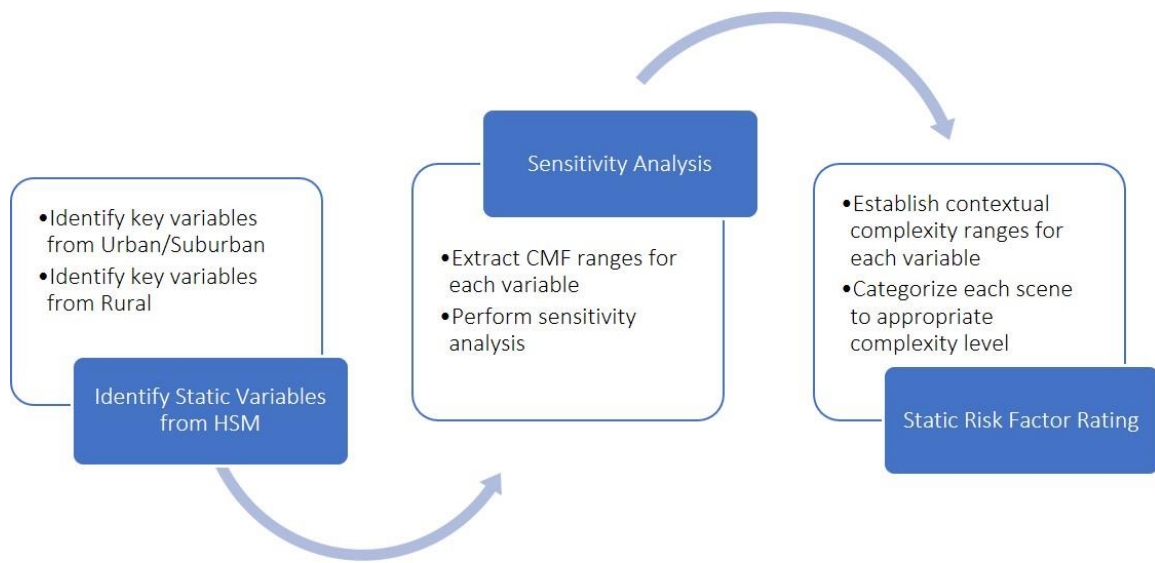 •Identify key variables
from Urban/Suburban
•Identify key variables
from Rural
Identify Static Variables
from HSM
Sensitivity Analysis
•Extract CMF ranges for
each variable
•Perform sensitivity
analysis
•Establish contextual
complexity ranges for
each variable
•Categorize each scene
to appropriate
complexity level
Static Risk Factor Rating